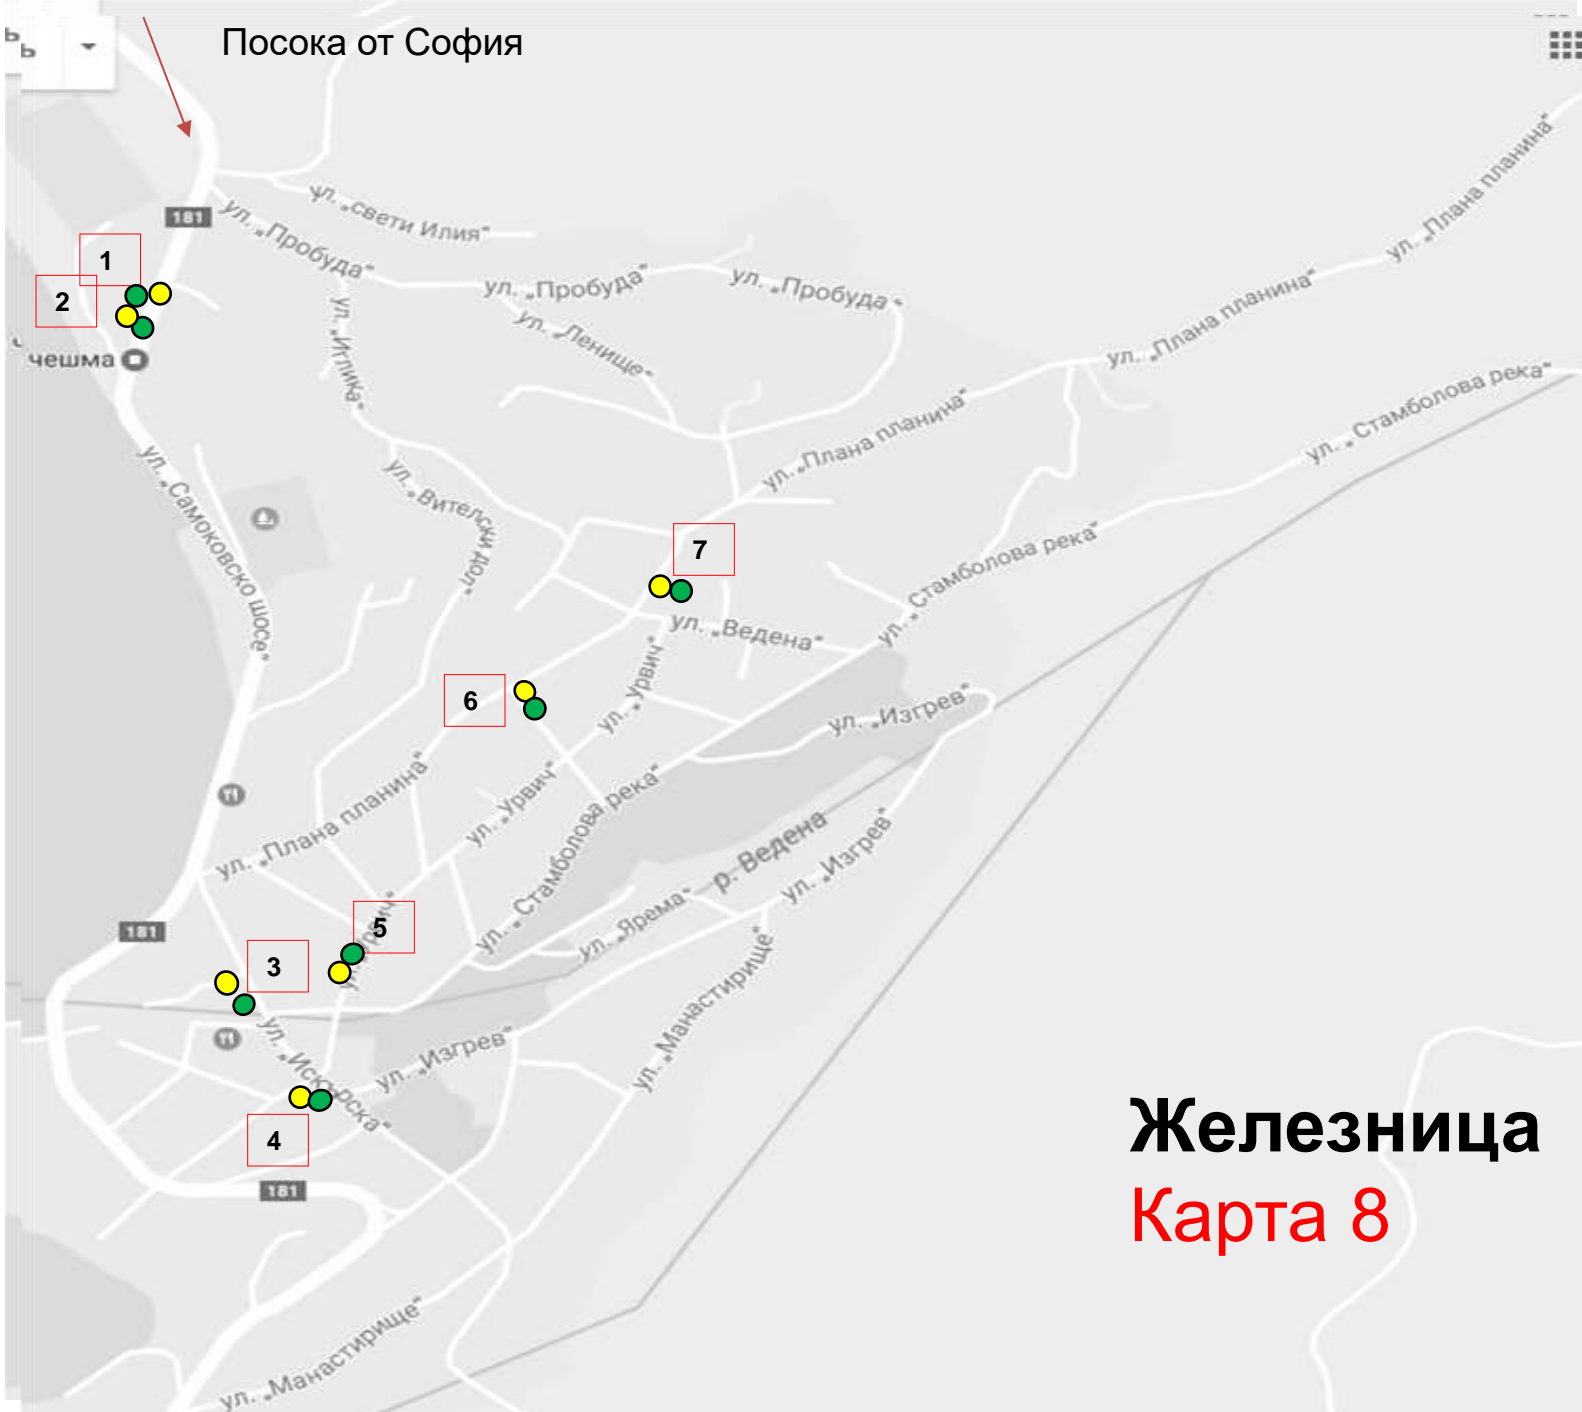 Посока от София
181
ул. „свети Илия“
ул. „Пробуда“
1
2
ул. „Пробуда“
ул. „Пробуда“
ул. „Плана планина“
ул. „Плана планина“
ул. „Иглика“
ул. „Ленище“
чешма
ул. „Стамболова река“
ул. „Плана планина“
ул. „Самоковско шосе“
ул. „Вителски дол“
7
ул. „Стамболова река“
ул. „Ведена“
6
ул. „Урвич“
ул. „Изгрев“
ул. „Плана планина“
ул. „Урвич“
ул. „Стамболова река“
р. Ведена
ул. „Изгрев“
181
5
ул. „Ярема“
3
ул. „Манастирище“
ул. „Искърска“
ул. „Изгрев“
4
181
Железница
Карта 8
ул. „Манастирище“